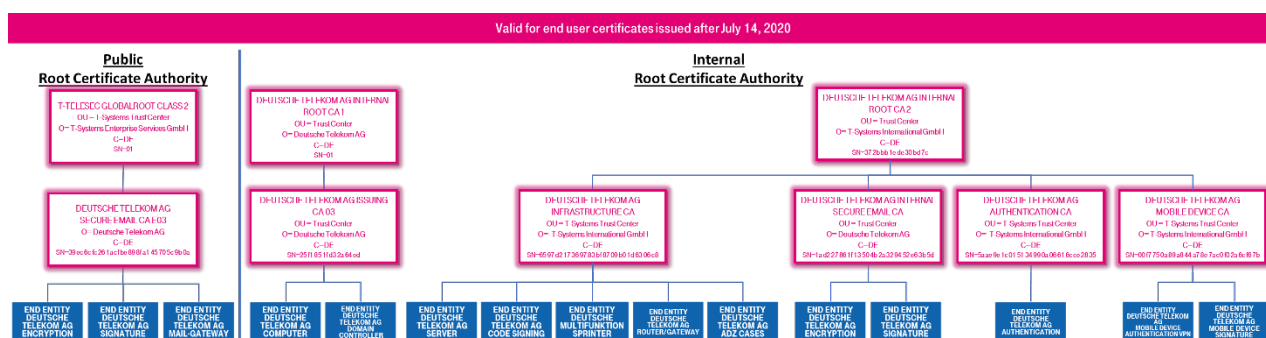 Valid for end user certificates issued after July 14, 2020
Public
Root Certificate Authority
Internal
Root Certificate Authority
T-TELESEC GLOBALROOT CLASS 2
OU – T-Systems Trust Center
O – T-Systems Enterprise Services GmbH
C–DE
SN–01
DEUTSCHE TELEKOM AG INTERNAL
ROOT CA 1
OU – Trust Center
O – Deutsche Telekom AG
C–DE
SN–01
DEUTSCHE TELEKOM AG INTERNAL
ROOT CA 2
OU – Trust Center
O – T-Systems International GmbH
C–DE
DEUTSCHE TELEKOM AG
SECURE EMAIL CA E03
O – Deutsche Telekom AG
C–DE
DEUTSCHE TELEKOM AG ISSUING
CA 03
OU – Trust Center
O – Deutsche Telekom AG
C–DE
DEUTSCHE TELEKOM AG
INFRASTRUCTURE CA
OU – T-Systems Trust Center
O – T-Systems International GmbH
C–DE
DEUTSCHE TELEKOM AG INTERNAL
SECURE EMAIL CA
OU – Trust Center
O – Deutsche Telekom AG
C–DE
DEUTSCHE TELEKOM AG
AUTHENTICATION CA
OU – T-Systems Trust Center
O – T-Systems International GmbH
C–DE
DEUTSCHE TELEKOM AG
MOBILE DEVICE CA
OU – T-Systems Trust Center
O – T-Systems International GmbH
C–DE
END ENTITY
DEUTSCHE
TELEKOM AG
ENCRYPTION
END ENTITY
DEUTSCHE
TELEKOM AG
SIGNATURE
END ENTITY
DEUTSCHE
TELEKOM AG
MAIL-GATEWAY
END ENTITY
DEUTSCHE
TELEKOM AG
COMPUTER
END ENTITY
DEUTSCHE
TELEKOM AG
DOMAIN
CONTROLLER
END ENTITY
DEUTSCHE
TELEKOM AG
SERVER
END ENTITY
DEUTSCHE
TELEKOM AG
CODE SIGNING
END ENTITY
DEUTSCHE
MULTIFUNKTION
SPRINTER
END ENTITY
DEUTSCHE
TELEKOM AG
ROUTER/GATEWAY
END ENTITY
DEUTSCHE
TELEKOM AG
ADZ CASES
END ENTITY
DEUTSCHE
TELEKOM AG
ENCRYPTION
END ENTITY
DEUTSCHE
TELEKOM AG
SIGNATURE
END ENTITY
DEUTSCHE
TELEKOM AG
AUTHENTICATION
END ENTITY
DEUTSCHE TELEKOM
AG
MOBILE DEVICE
AUTHENTICATION VPN
END ENTITY
DEUTSCHE
TELEKOM AG
MOBILE DEVICE
SIGNATURE